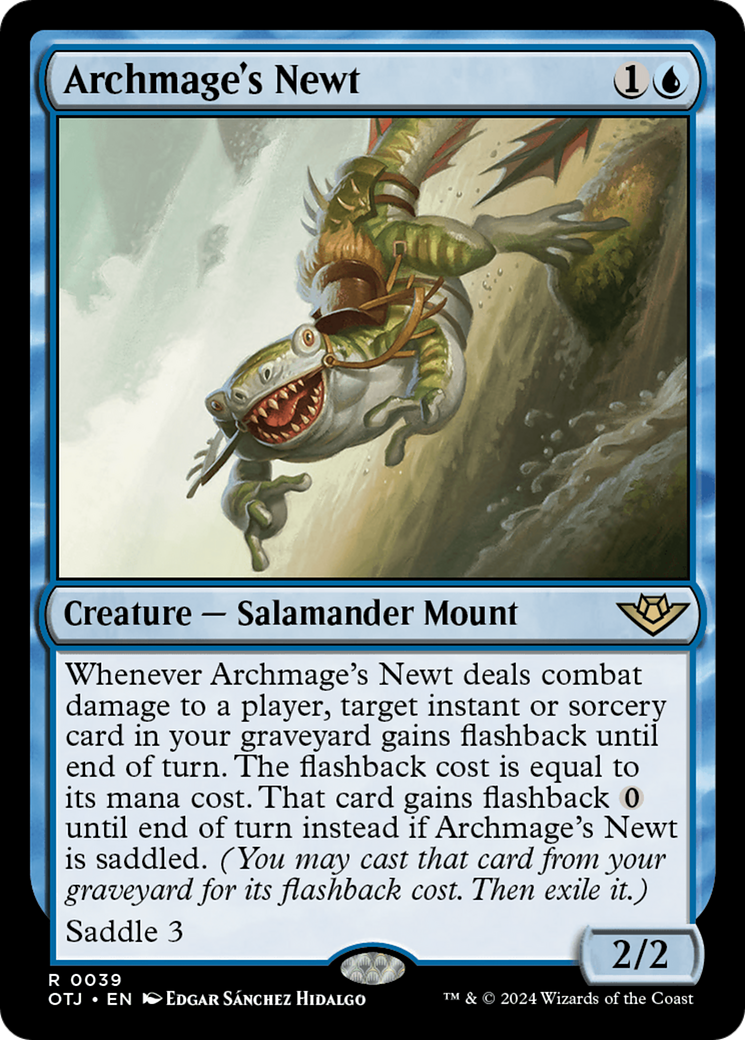 Archmage's Newt 1
Creature — Salamander Mount
Whenever Archmage's Newt deals combat
damage to a player, target instant or sorcery
card in your graveyard gains flashback until
end of turn. The flashback cost is equal to
its mana cost. That card gains flashback 0
until end of turn instead if Archmage's Newt
is saddled. (You may cast that card from your
graveyard for its flashback cost. Then exile it.)
Saddle 3
2/2
R 0039
OTJ • EN Edgar Sánchez Hidalgo
™ & © 2024 Wizards of the Coast